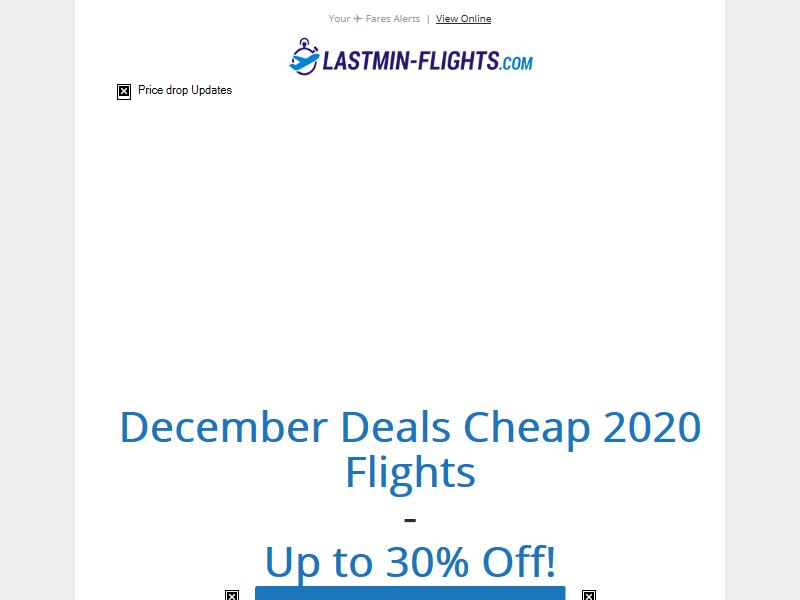 Your ✈ Fares Alerts | View Online
LASTMIN-FLIGHTS.COM
Price drop Updates
December Deals Cheap 2020
Flights
–
Up to 30% Off!